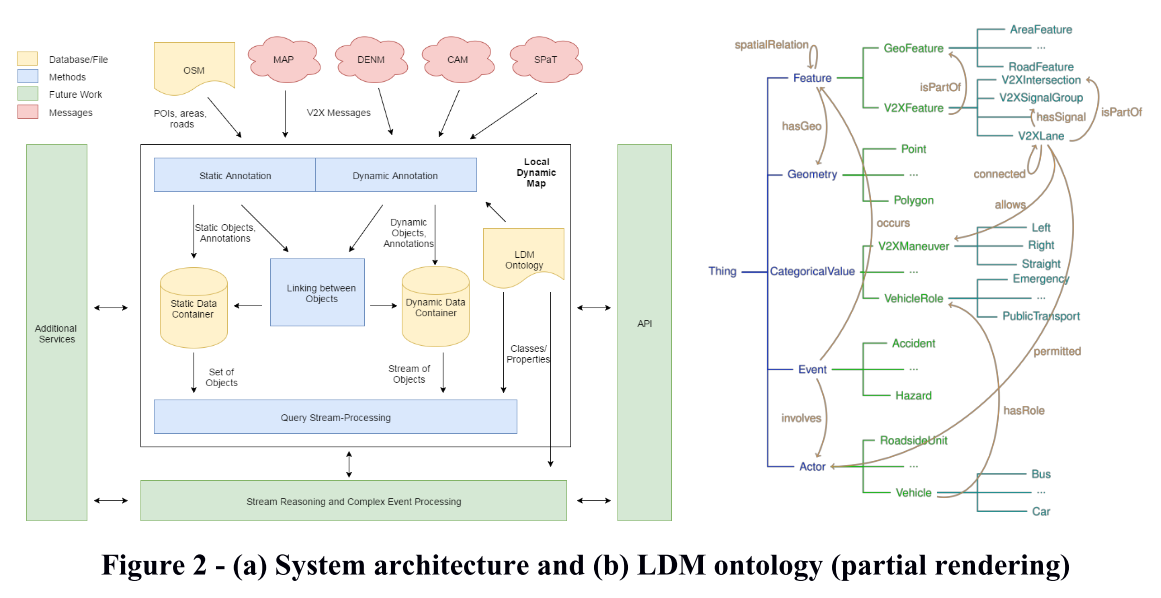 Database/File
Methods
Future Work
Messages
OSM
MAP
DENM
CAM
SPaT
POIs, areas,
roads
V2X Messages
Local
Dynamic
Map
Static Annotation
Dynamic Annotation
Static Objects,
Annotations
Dynamic
Objects,
Annotations
LDM
Ontology
Linking between
Objects
Static Data
Container
Dynamic Data
Container
Additional
Services
API
Classes/
Properties
Set of
Objects
Stream of
Objects
Query Stream-Processing
Stream Reasoning and Complex Event Processing
spatialRelation
Feature
GeoFeature
AreaFeature
...
RoadFeature
isPartOf
V2XFeature
V2XIntersection
V2XSignalGroup
hasSignal
isPartOf
V2XLane
hasGeo
Geometry
Point
...
Polygon
connected
allows
occurs
Thing
CategoricalValue
V2XManeuver
Left
Right
Straight
...
VehicleRole
Emergency
...
PublicTransport
permitted
Event
Accident
...
Hazard
hasRole
involves
Actor
RoadsideUnit
...
Vehicle
Bus
...
Car
Figure 2 - (a) System architecture and (b) LDM ontology (partial rendering)